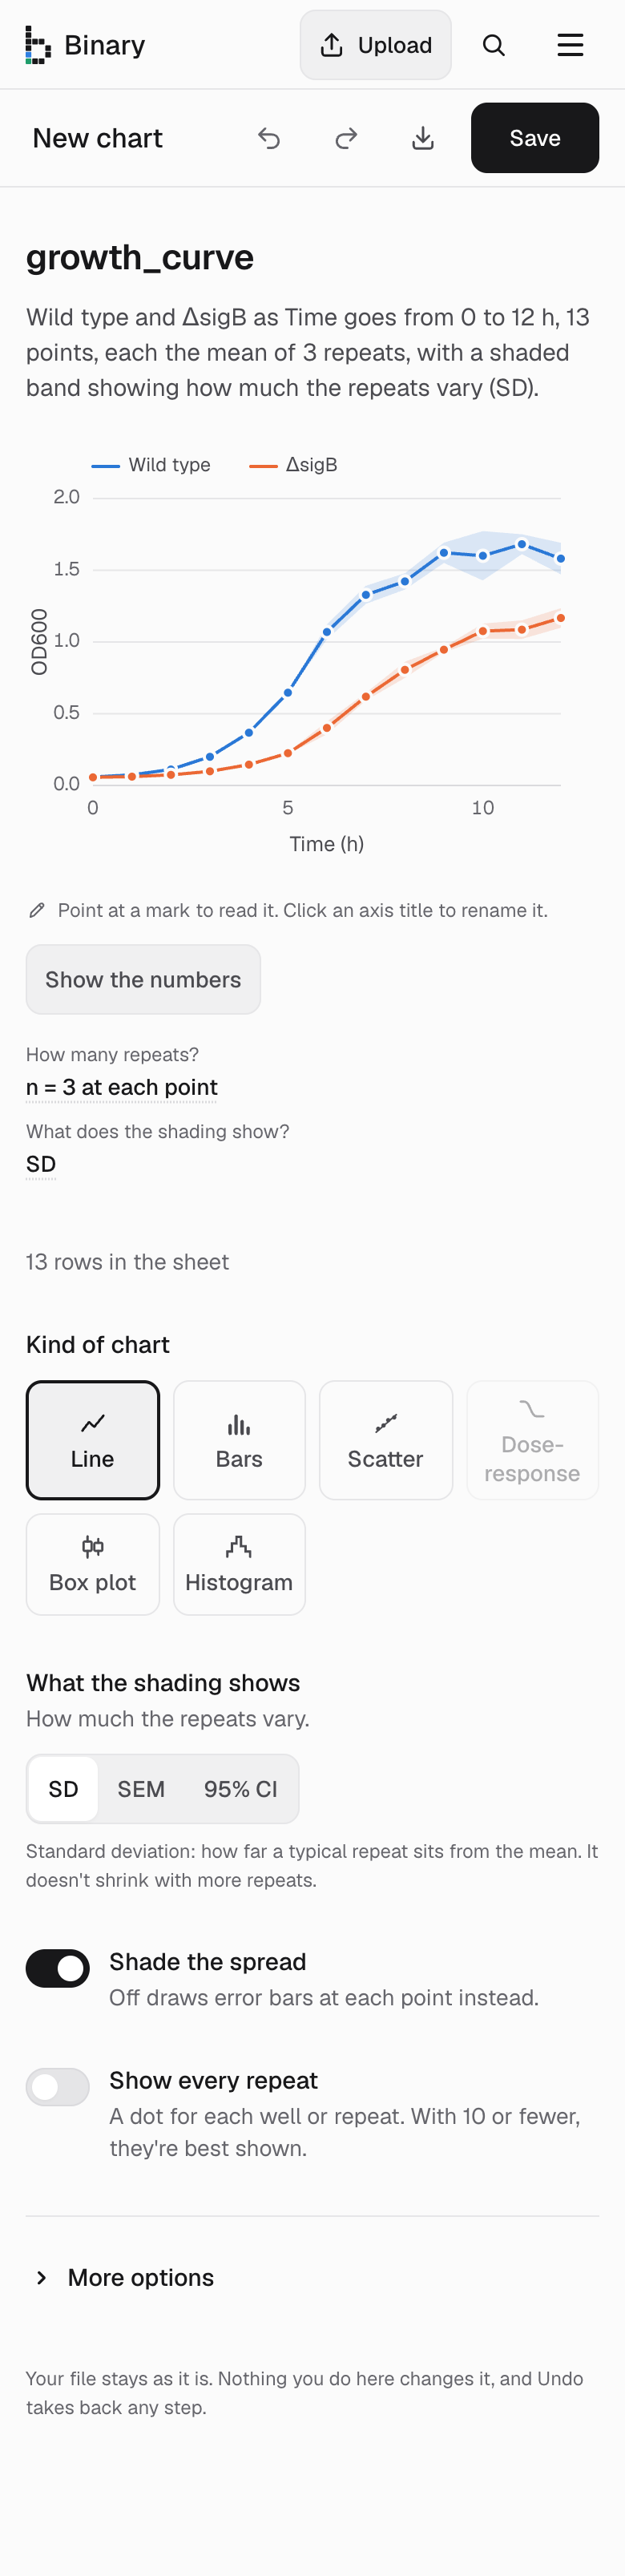 Binary
Upload
New chart
Save
growth_curve
Wild type and ΔsigB as Time goes from 0 to 12 h, 13
points, each the mean of 3 repeats, with a shaded
band showing how much the repeats vary (SD).
Wild type
ΔsigB
2.0
1.5
1.0
0.5
0.0
OD600
0
5
10
Time (h)
Point at a mark to read it. Click an axis title to rename it.
Show the numbers
How many repeats?
n = 3 at each point
What does the shading show?
SD
13 rows in the sheet
Kind of chart
Line
Bars
Scatter
Dose-
response
Box plot
Histogram
What the shading shows
How much the repeats vary.
SD
SEM
95% CI
Standard deviation: how far a typical repeat sits from the mean. It
doesn't shrink with more repeats.
Shade the spread
Off draws error bars at each point instead.
Show every repeat
A dot for each well or repeat. With 10 or fewer,
they're best shown.
More options
Your file stays as it is. Nothing you do here changes it, and Undo
takes back any step.